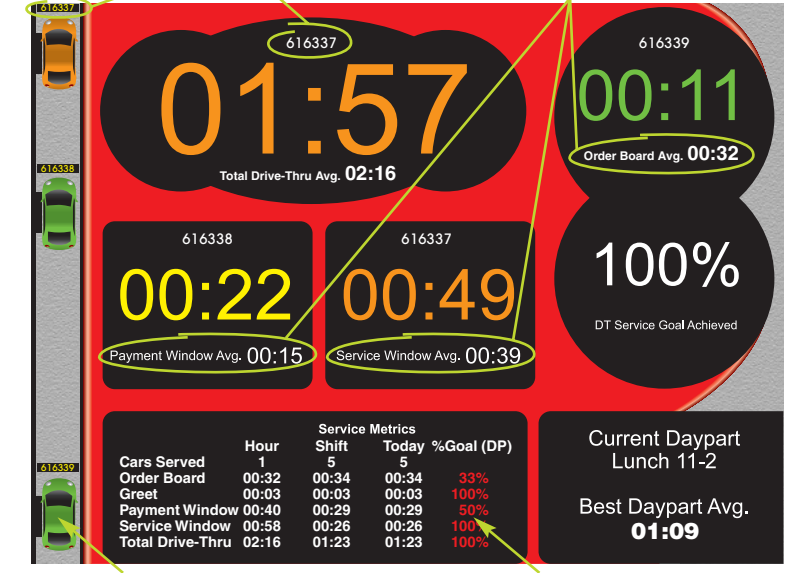 616337
616337
01:57
Total Drive-Thru Avg. 02:16
616339
00:11
Order Board Avg. 00:32
616338
616338
00:22
Payment Window Avg. 00:15
616337
00:49
Service Window Avg. 00:39
100%
DT Service Goal Achieved
Service Metrics
Hour Shift Today %Goal (DP)
Cars Served 1 5 5
Order Board 00:32 00:34 00:34 33%
Greet 00:03 00:03 00:03 100%
Payment Window 00:40 00:29 00:29 50%
Service Window 00:58 00:26 00:26 100%
Total Drive-Thru 02:16 01:23 01:23 100%
616339
Current Daypart
Lunch 11-2
Best Daypart Avg.
01:09